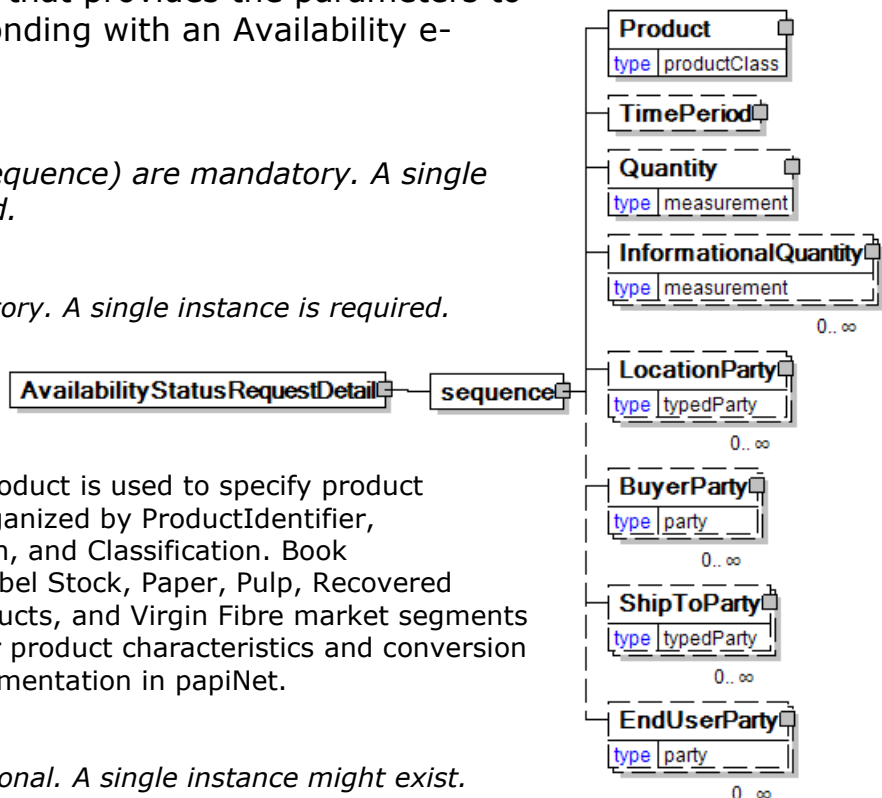 that provides the parameters to
onding with an Availability e-
equence) are mandatory. A single
d.
tory. A single instance is required.
oduct is used to specify product
ganized by ProductIdentifier,
n, and Classification. Book
bel Stock, Paper, Pulp, Recovered
ucts, and Virgin Fibre market segments
r product characteristics and conversion
mentation in papiNet.
ional. A single instance might exist.
AvailabilityStatusRequestDetail
sequence
Product
type productClass
TimePeriod
Quantity
type measurement
InformationalQuantity
type measurement
0.. ∞
LocationParty
type typedParty
0.. ∞
BuyerParty
type party
0.. ∞
ShipToParty
type typedParty
0.. ∞
EndUserParty
type party
0.. ∞